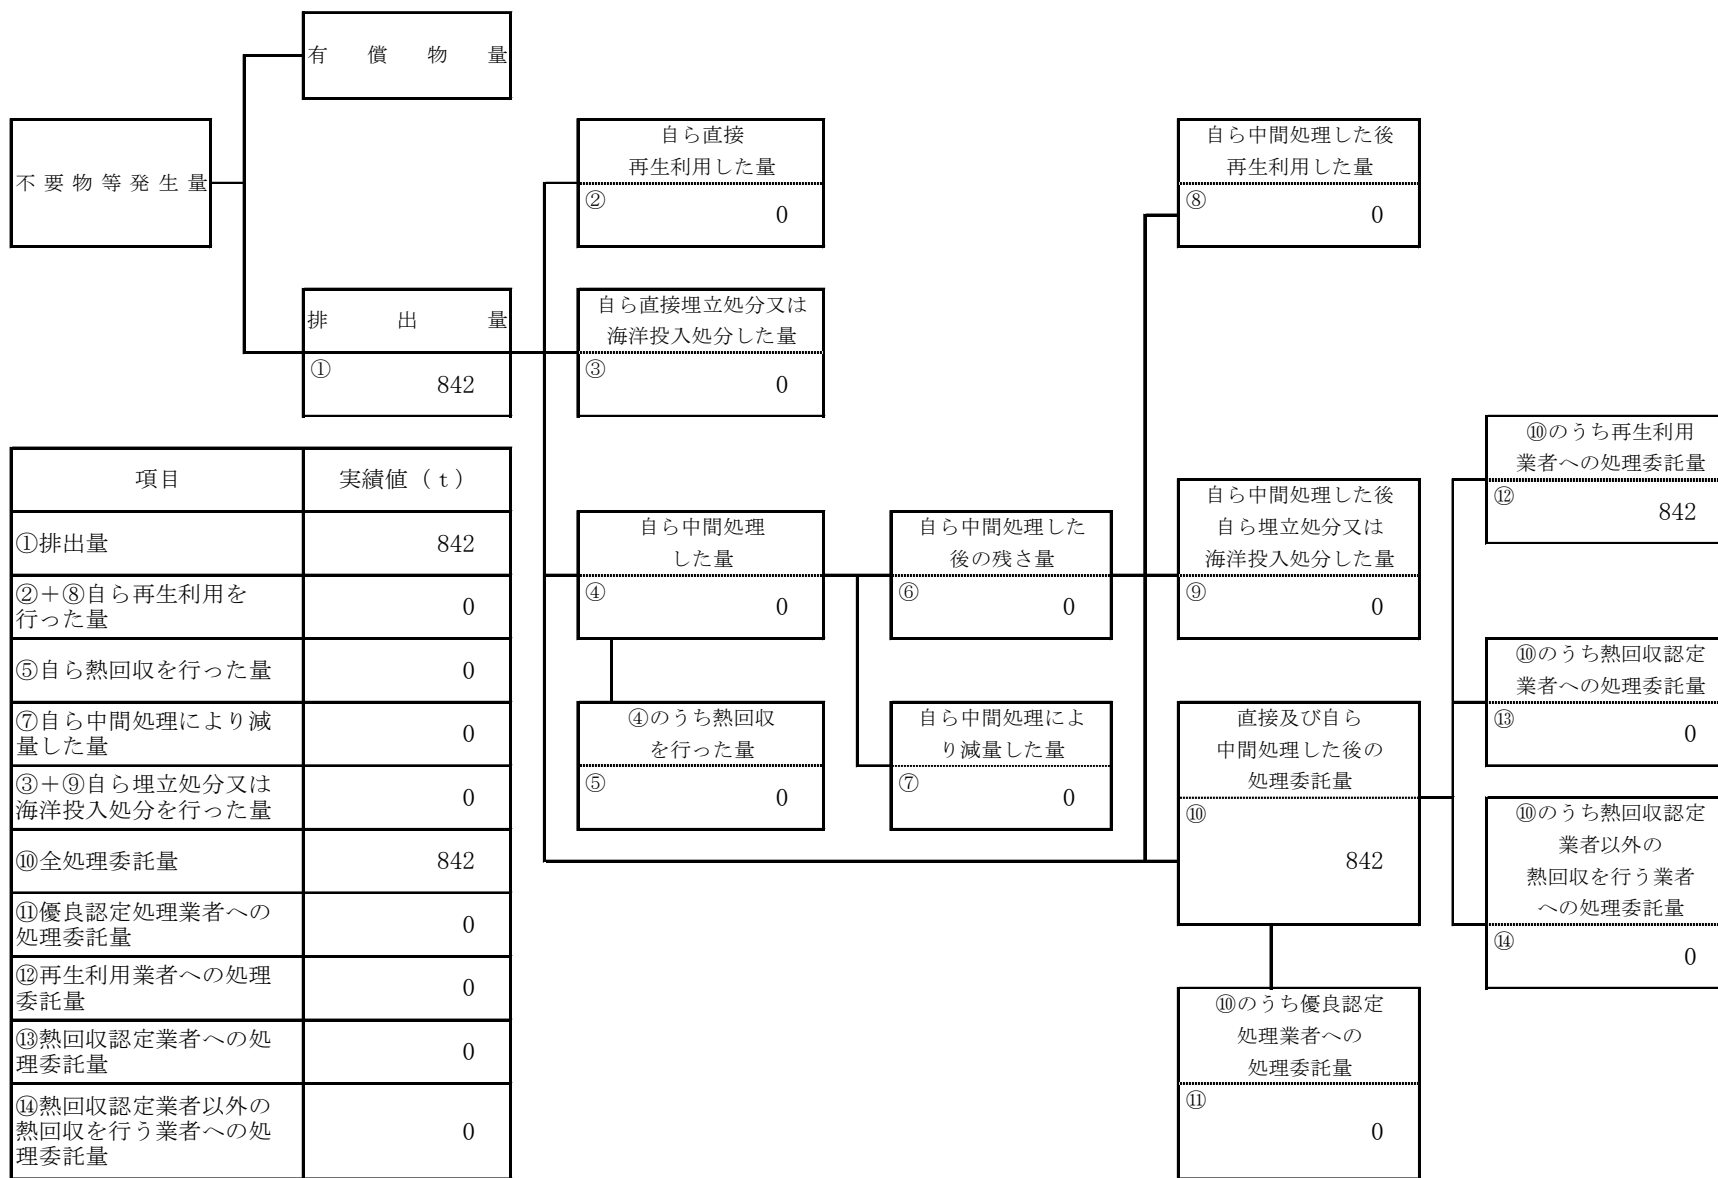 有償物量
不要物等発生量
排出量
①
842
自ら直接
再生利用した量
②
0
自ら直接埋立処分又は
海洋投入処分した量
③
0
自ら中間処理
した量
④
0
④のうち熱回収
を行った量
⑤
0
自ら中間処理した
後の残さ量
⑥
0
自ら中間処理によ
り減量した量
⑦
0
自ら中間処理した後
再生利用した量
⑧
0
自ら中間処理した後
自ら埋立処分又は
海洋投入処分した量
⑨
0
直接及び自ら
中間処理した後の
処理委託量
⑩
842
⑩のうち優良認定
処理業者への
処理委託量
⑪
0
⑩のうち再生利用
業者への処理委託量
⑫
842
⑩のうち熱回収認定
業者への処理委託量
⑬
0
⑩のうち熱回収認定
業者以外の
熱回収を行う業者
への処理委託量
⑭
0
項目 実績値（ｔ）
①排出量 842
②＋⑧自ら再生利用を
行った量 0
⑤自ら熱回収を行った量 0
⑦自ら中間処理により減
量した量 0
③＋⑨自ら埋立処分又は
海洋投入処分を行った量 0
⑩全処理委託量 842
⑪優良認定処理業者への
処理委託量 0
⑫再生利用業者への処理
委託量 0
⑬熱回収認定業者への処
理委託量 0
⑭熱回収認定業者以外の
熱回収を行う業者への処
理委託量 0